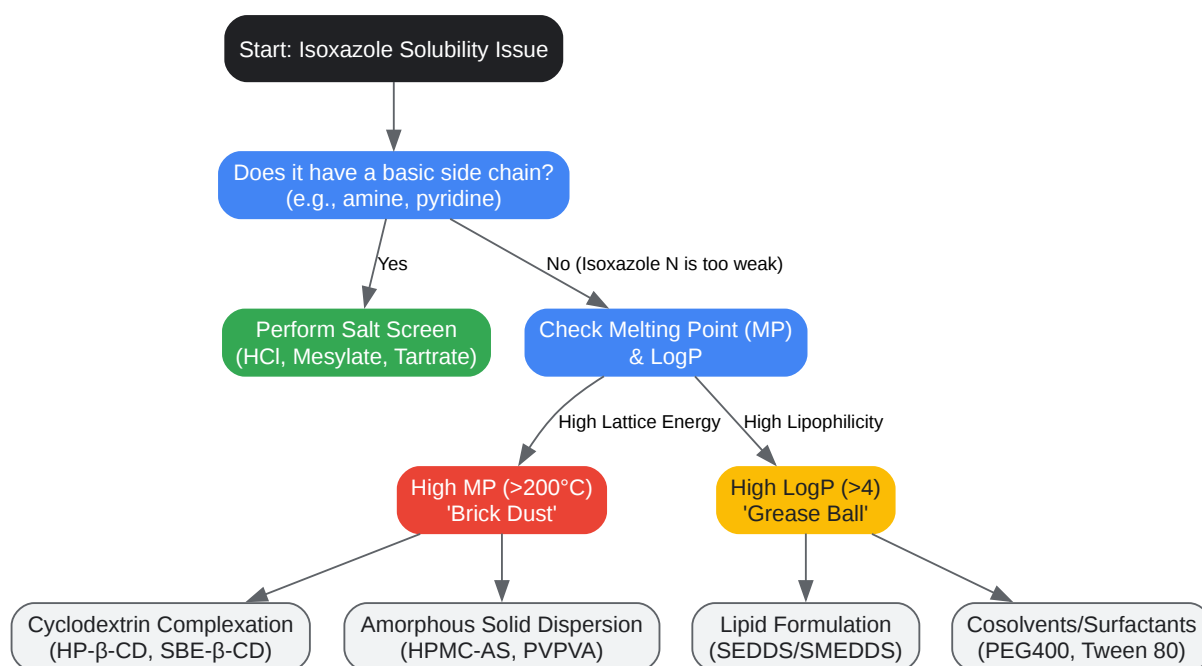 Start: Isoxazole Solubility Issue
Does it have a basic side chain?
(e.g., amine, pyridine)
Yes
No (Isoxazole N is too weak)
Perform Salt Screen
(HCl, Mesylate, Tartrate)
Check Melting Point (MP)
& LogP
High Lattice Energy
High Lipophilicity
High MP (>200°C)
'Brick Dust'
High LogP (>4)
'Grease Ball'
Cyclodextrin Complexation
(HP-β-CD, SBE-β-CD)
Amorphous Solid Dispersion
(HPMC-AS, PVPVA)
Lipid Formulation
(SEDDS/SMEDDS)
Cosolvents/Surfactants
(PEG400, Tween 80)